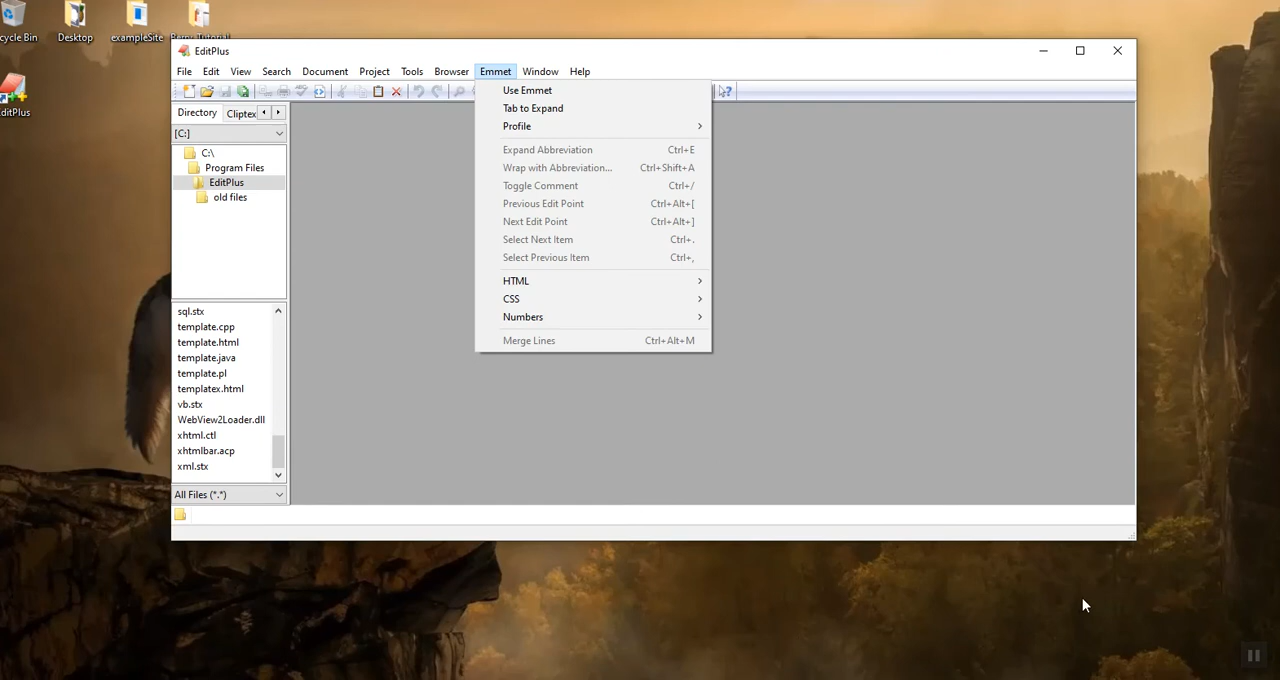 cycle Bin
Desktop
exampleSite
EditPlus
EditPlus
File Edit View Search Document Project Tools Browser Emmet Window Help
Directory Cliptex
[C:]
C:\
Program Files
EditPlus
old files
sql.stx
template.cpp
template.html
template.java
template.pl
templatex.html
vb.stx
WebView2Loader.dll
xhtml.ctl
xhtmlbar.acp
xml.stx
All Files (*.*)
Use Emmet
Tab to Expand
Profile
Expand Abbreviation Ctrl+E
Wrap with Abbreviation... Ctrl+Shift+A
Toggle Comment Ctrl+/
Previous Edit Point Ctrl+Alt+[
Next Edit Point Ctrl+Alt+]
Select Next Item Ctrl+.
Select Previous Item Ctrl+,
HTML
CSS
Numbers
Merge Lines Ctrl+Alt+M